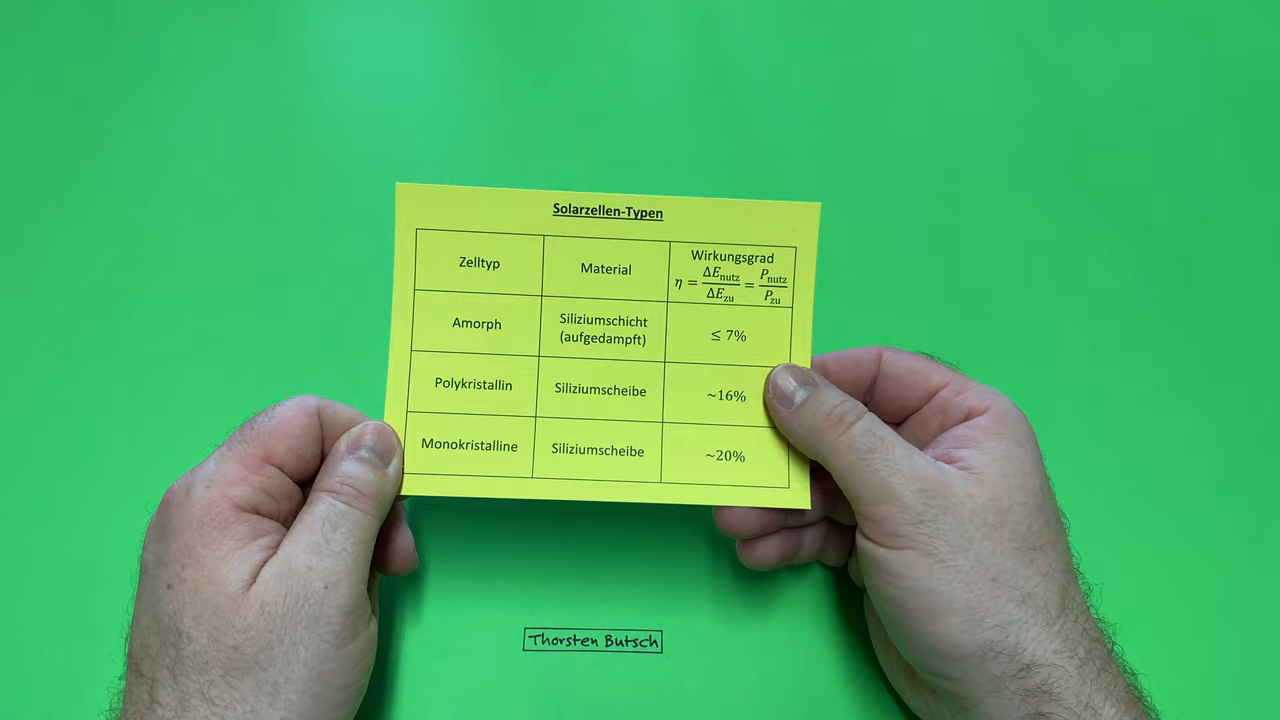 Solarzellen-Typen
Zelltyp
Material
Wirkungsgrad
η = ΔE_nutz/ΔE_zu = P_nutz/P_zu
Amorph
Siliziumschicht
(aufgedampft)
≤ 7%
Polykristallin
Siliziumscheibe
~16%
Monokristalline
Siliziumscheibe
~20%
Thorsten Butsch